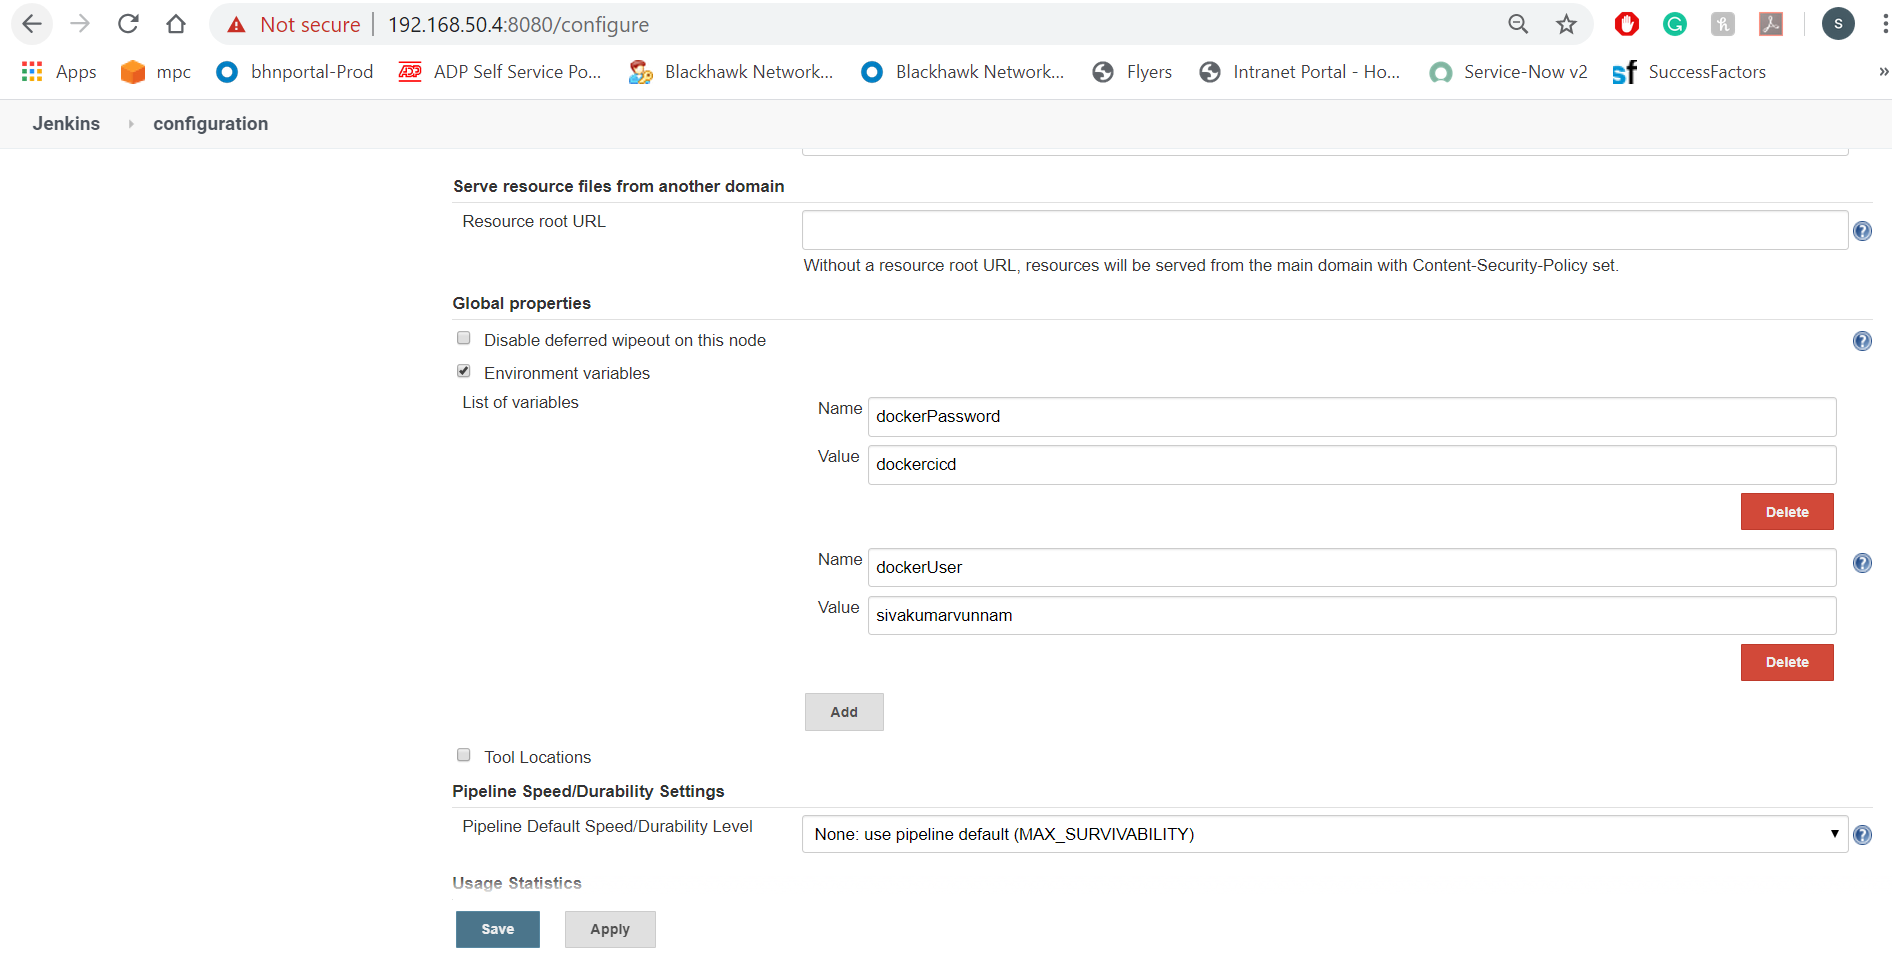 Not secure | 192.168.50.4:8080/configure
S
Apps mpc bhnportal-Prod ADP ADP Self Service Po... Blackhawk Network... Blackhawk Network... Flyers Intranet Portal - Ho... Service-Now v2 sf SuccessFactors »
Jenkins configuration
Serve resource files from another domain
Resource root URL
?
Without a resource root URL, resources will be served from the main domain with Content-Security-Policy set.
Global properties
Disable deferred wipeout on this node ?
Environment variables
List of variables
Name dockerPassword
Value dockercicd
Delete
Name dockerUser ?
Value sivakumarvunnam
Delete
Add
Tool Locations
Pipeline Speed/Durability Settings
Pipeline Default Speed/Durability Level None: use pipeline default (MAX_SURVIVABILITY) ?
Usage Statistics
Save Apply